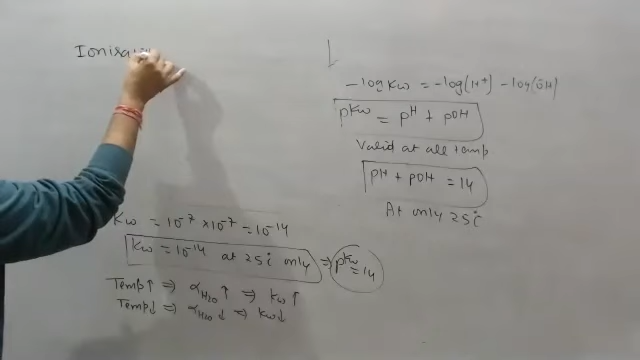 Kw = 10⁻⁷ × 10⁻⁷ = 10⁻¹⁴
Kw = 10⁻¹⁴ at 25°C only ⇒ pKw = 14
Temp↑ ⇒ αH2O ↑ ⇒ Kw ↑
Temp↓ ⇒ αH2O ↓ ⇒ Kw↓
-log Kw = -log(H+) - log(OH)
pKw = pH + pOH
Valid at all temp
pH + pOH = 14
At only 25°C